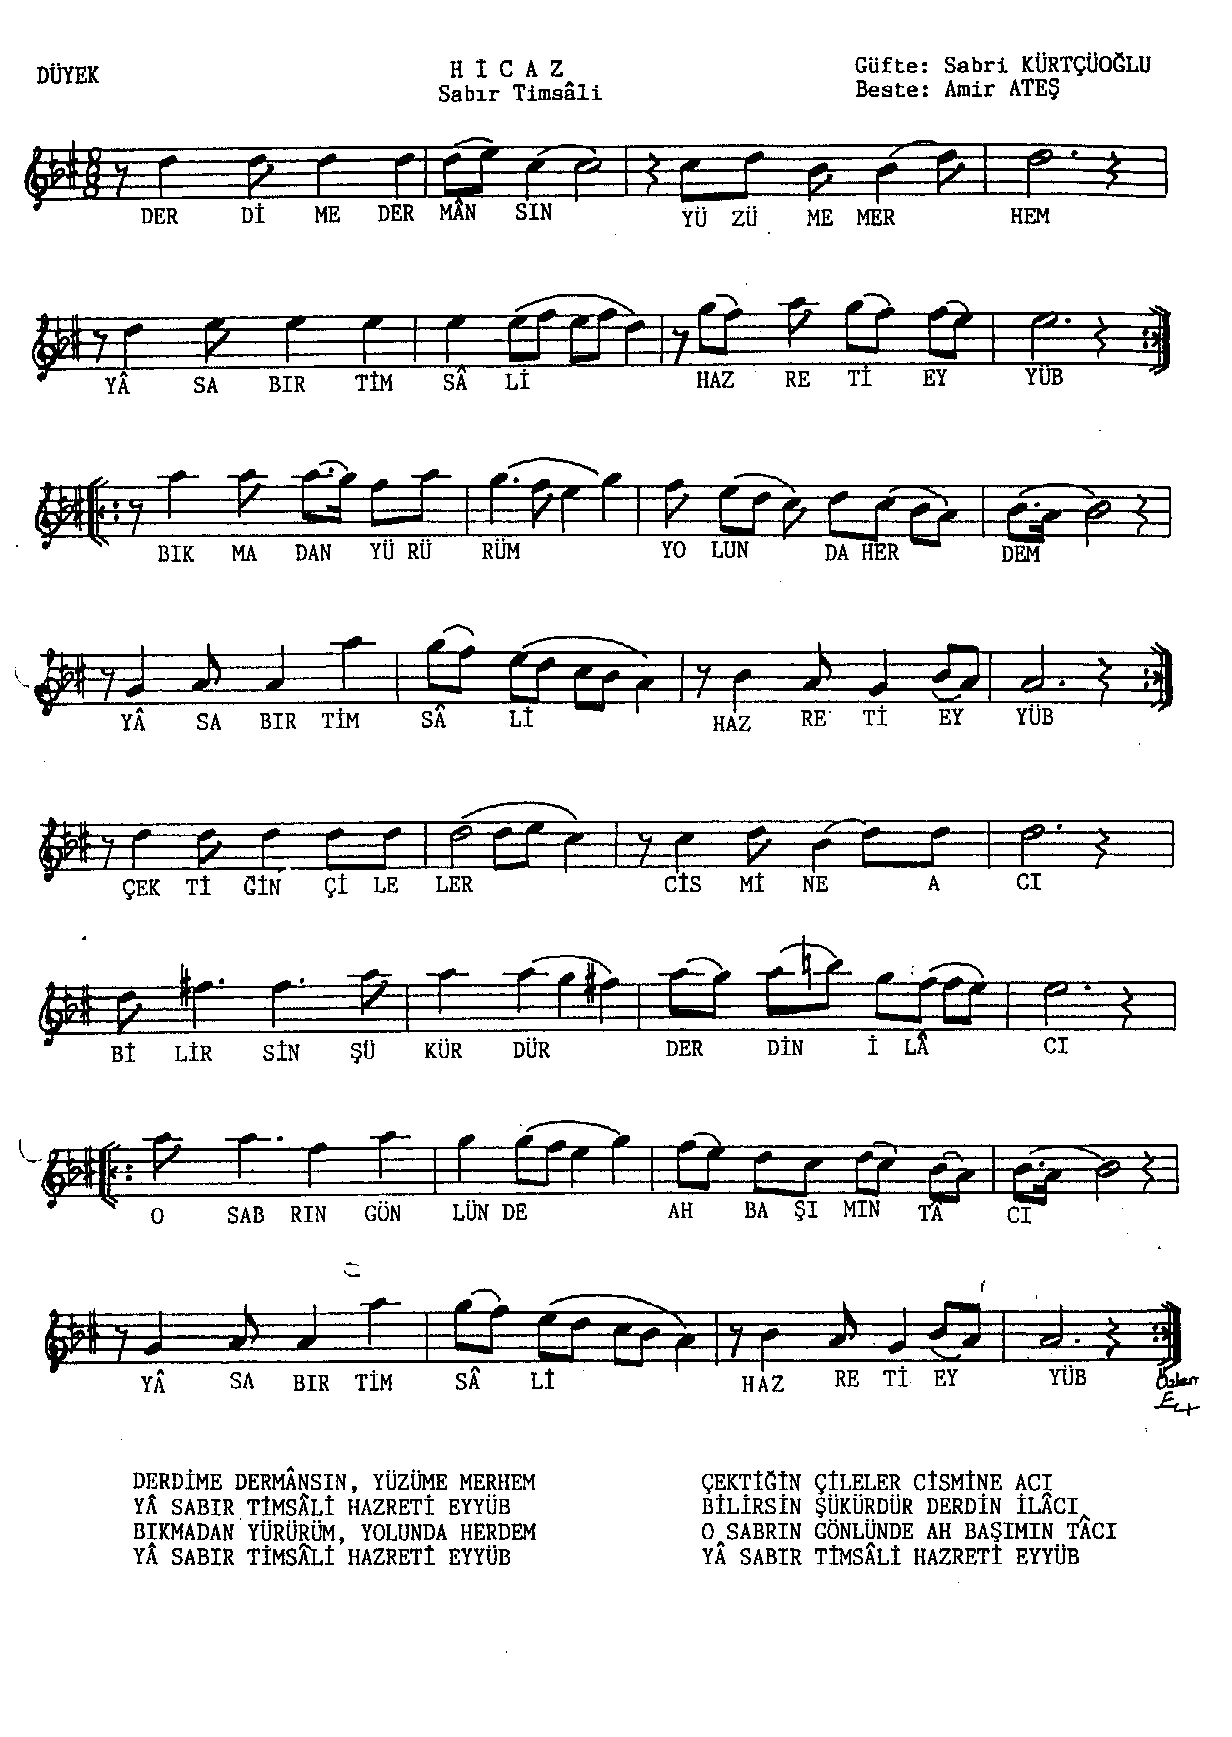 DÜYEK
HİCAZ
Sabır Timsâli
Güfte: Sabri KÜRTÇÜOĞLU
Beste: Amir ATEŞ
8
8
DER Dİ ME DER MÂN SIN YÜ ZÜ ME MER HEM
YÂ SA BIR TİM SÂ Lİ HAZ RE Tİ EY YÜB
BIK MA DAN YÜ RÜ RÜM YO LUN DA HER DEM
YÂ SA BIR TİM SÂ Lİ HAZ RE Tİ EY YÜB
ÇEK Tİ ĞİN Çİ LE LER CİS Mİ NE A CI
Bİ LİR SİN ŞÜ KÜR DÜR DER DİN İ LÂ CI
O SAB RIN GÖN LÜN DE AH BA ŞI MIN TÂ CI
YÂ SA BIR TİM SÂ Lİ HAZ RE Tİ EY YÜB
DERDİME DERMÂNSIN, YÜZÜME MERHEM
YÂ SABIR TİMSÂLİ HAZRETİ EYYÜB
BIKMADAN YÜRÜRÜM, YOLUNDA HERDEM
YÂ SABIR TİMSÂLİ HAZRETİ EYYÜB
ÇEKTİĞİN ÇİLELER CİSMİNE ACI
BİLİRSİN ŞÜKÜRDÜR DERDİN İLÂCI
O SABRIN GÖNLÜNDE AH BAŞIMIN TÂCI
YÂ SABIR TİMSÂLİ HAZRETİ EYYÜB